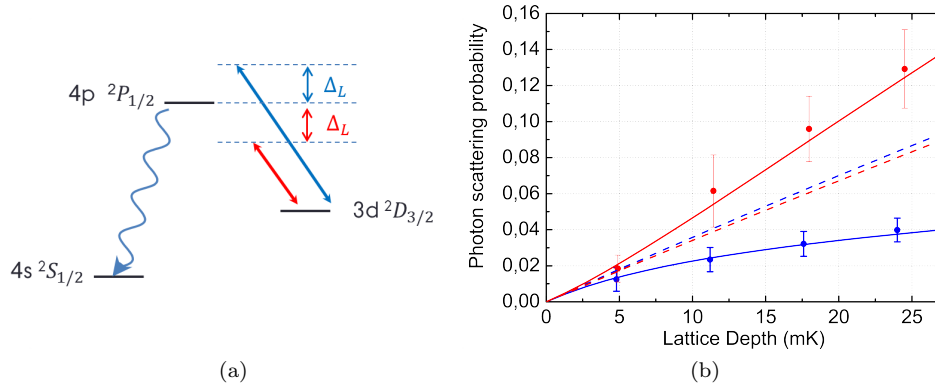 4p ²P₁/₂
Δ_L
Δ_L
3d ²D₃/₂
4s ²S₁/₂
(a)
Photon scattering probability
0,16
0,14
0,12
0,10
0,08
0,06
0,04
0,02
0,00
0 5 10 15 20 25
Lattice Depth (mK)
(b)